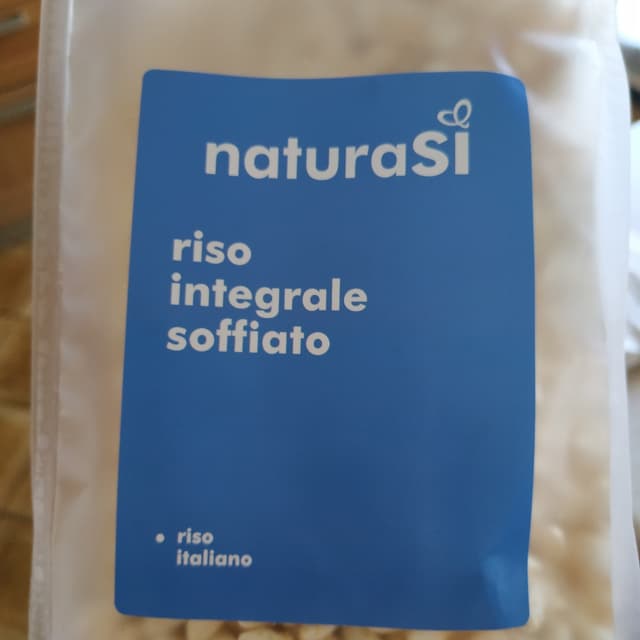 naturaSì
riso
integrale
soffiato
• riso
italiano